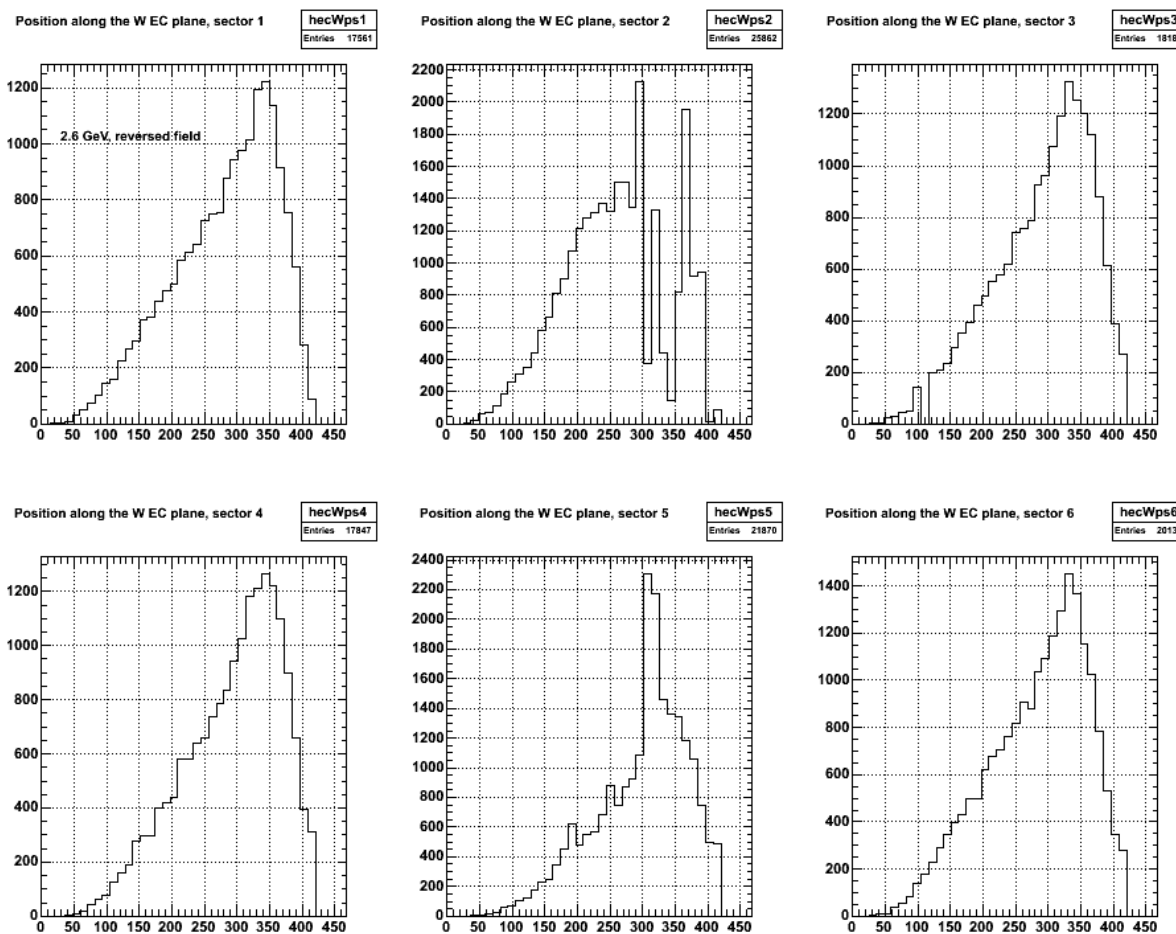 Position along the W EC plane, sector 1
hecWps1
Entries 17561
2.6 GeV, reversed field
1200
1000
800
600
400
200
0
0 50 100 150 200 250 300 350 400 450
Position along the W EC plane, sector 2
hecWps2
Entries 25862
2200
2000
1800
1600
1400
1200
1000
800
600
400
200
0
0 50 100 150 200 250 300 350 400 450
Position along the W EC plane, sector 3
hecWps3
Entries 1818
1200
1000
800
600
400
200
0
0 50 100 150 200 250 300 350 400 450
Position along the W EC plane, sector 4
hecWps4
Entries 17847
1200
1000
800
600
400
200
0
0 50 100 150 200 250 300 350 400 450
Position along the W EC plane, sector 5
hecWps5
Entries 21870
2400
2200
2000
1800
1600
1400
1200
1000
800
600
400
200
0
0 50 100 150 200 250 300 350 400 450
Position along the W EC plane, sector 6
hecWps6
Entries 2013
1400
1200
1000
800
600
400
200
0
0 50 100 150 200 250 300 350 400 450